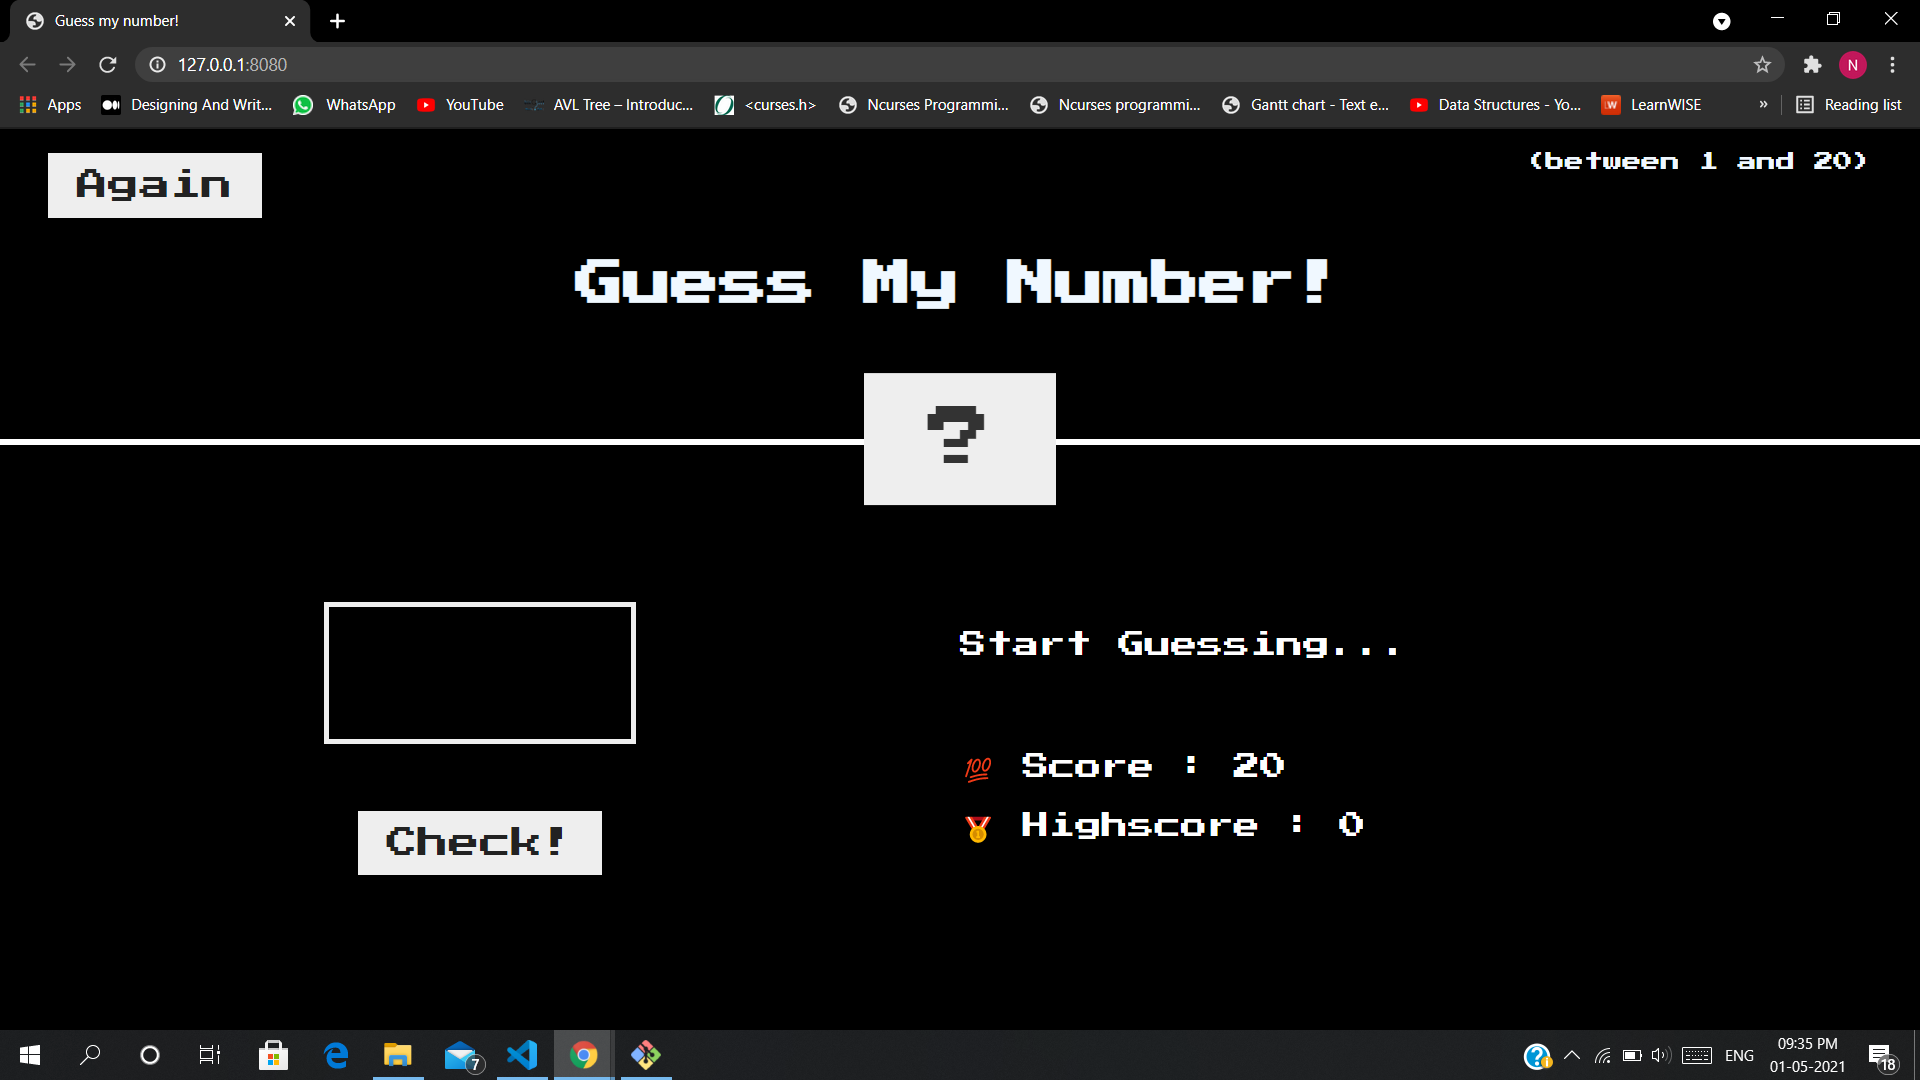 Guess my number!
127.0.0.1:8080
Apps Designing And Writ... WhatsApp YouTube AVL Tree – Introduc... <curses.h> Ncurses Programmi... Ncurses programmi... Gantt chart - Text e... Data Structures - Yo... LearnWISE » Reading list
N
Again
(between 1 and 20)
Guess My Number!
?
Start Guessing...
💯 Score : 20
🥇 Highscore : 0
Check!
7
ENG
09:35 PM
01-05-2021
18